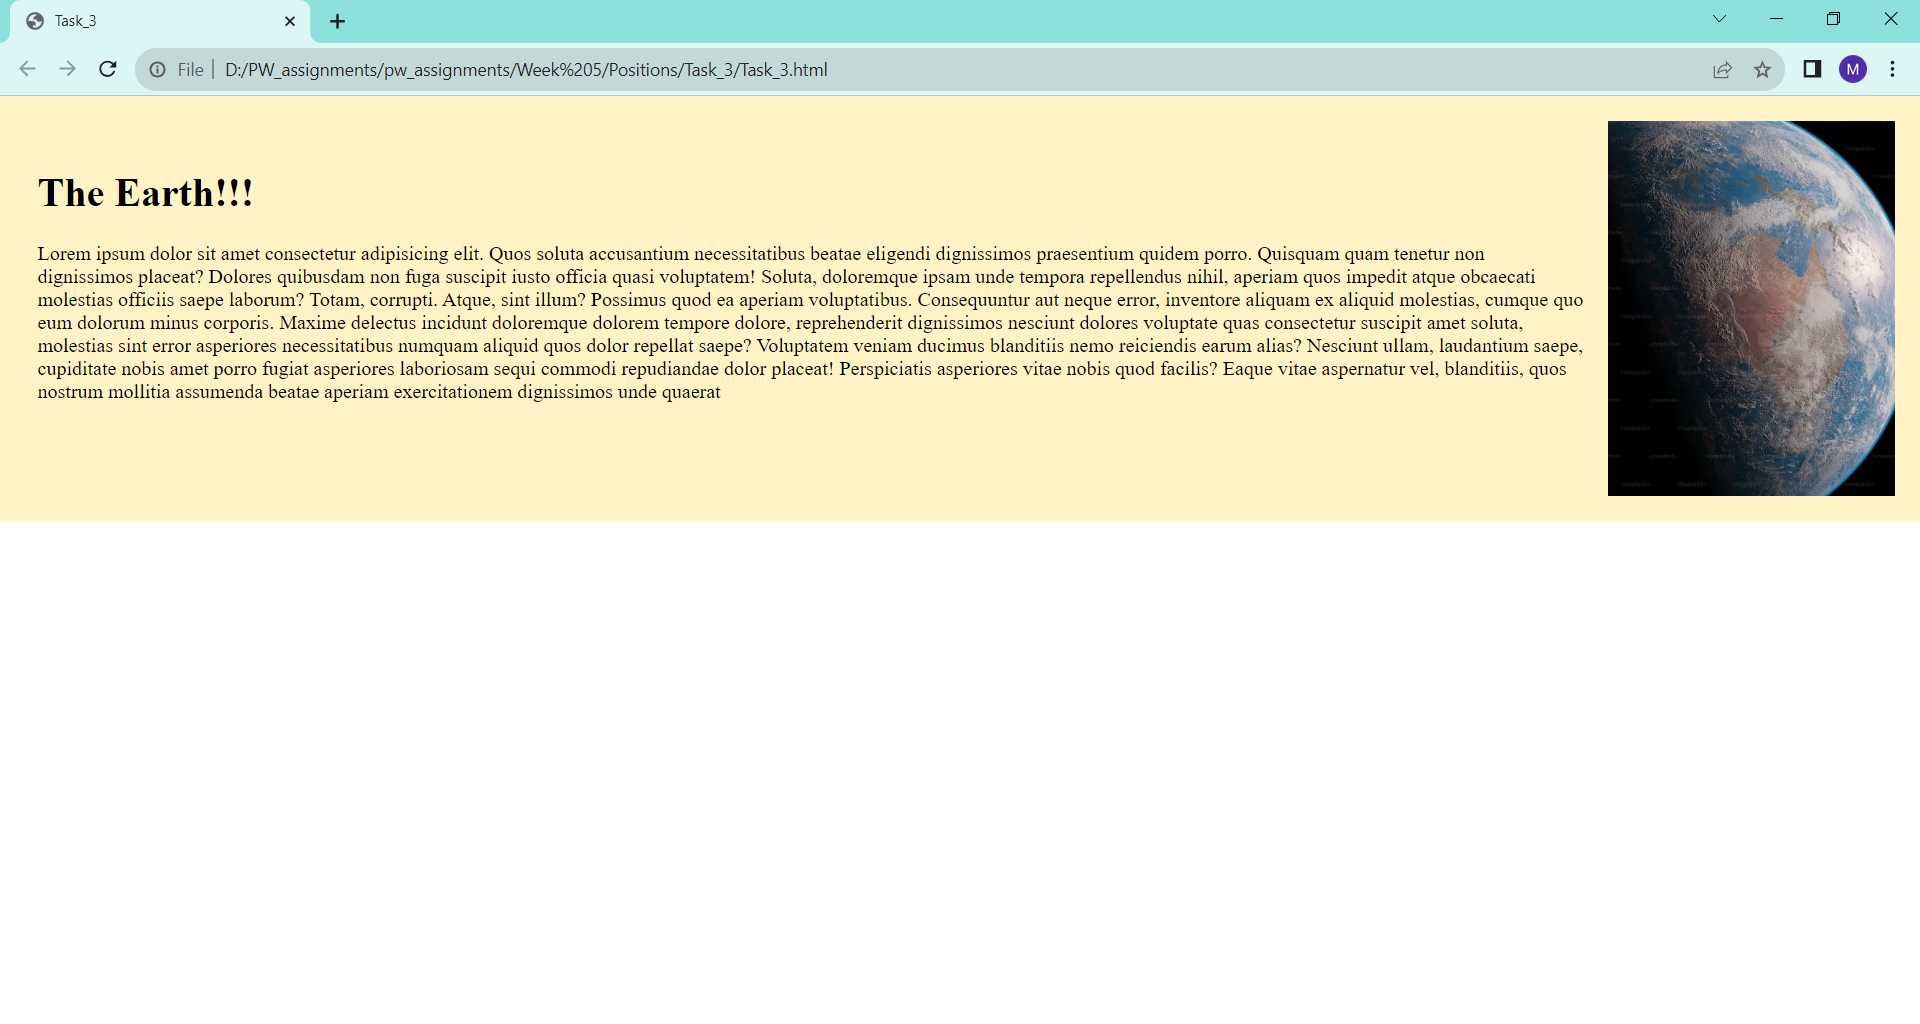 Task_3
File
D:/PW_assignments/pw_assignments/Week%205/Positions/Task_3/Task_3.html
M
The Earth!!!
Lorem ipsum dolor sit amet consectetur adipisicing elit. Quos soluta accusantium necessitatibus beatae eligendi dignissimos praesentium quidem porro. Quisquam quam tenetur non
dignissimos placeat? Dolores quibusdam non fuga suscipit iusto officia quasi voluptatem! Soluta, doloremque ipsam unde tempora repellendus nihil, aperiam quos impedit atque obcaecati
molestias officiis saepe laborum? Totam, corrupti. Atque, sint illum? Possimus quod ea aperiam voluptatibus. Consequuntur aut neque error, inventore aliquam ex aliquid molestias, cumque quo
eum dolorum minus corporis. Maxime delectus incidunt doloremque dolorem tempore dolore, reprehenderit dignissimos nesciunt dolores voluptate quas consectetur suscipit amet soluta,
molestias sint error asperiores necessitatibus numquam aliquid quos dolor repellat saepe? Voluptatem veniam ducimus blanditiis nemo reiciendis earum alias? Nesciunt ullam, laudantium saepe,
cupiditate nobis amet porro fugiat asperiores laboriosam sequi commodi repudiandae dolor placeat! Perspiciatis asperiores vitae nobis quod facilis? Eaque vitae aspernatur vel, blanditiis, quos
nostrum mollitia assumenda beatae aperiam exercitationem dignissimos unde quaerat